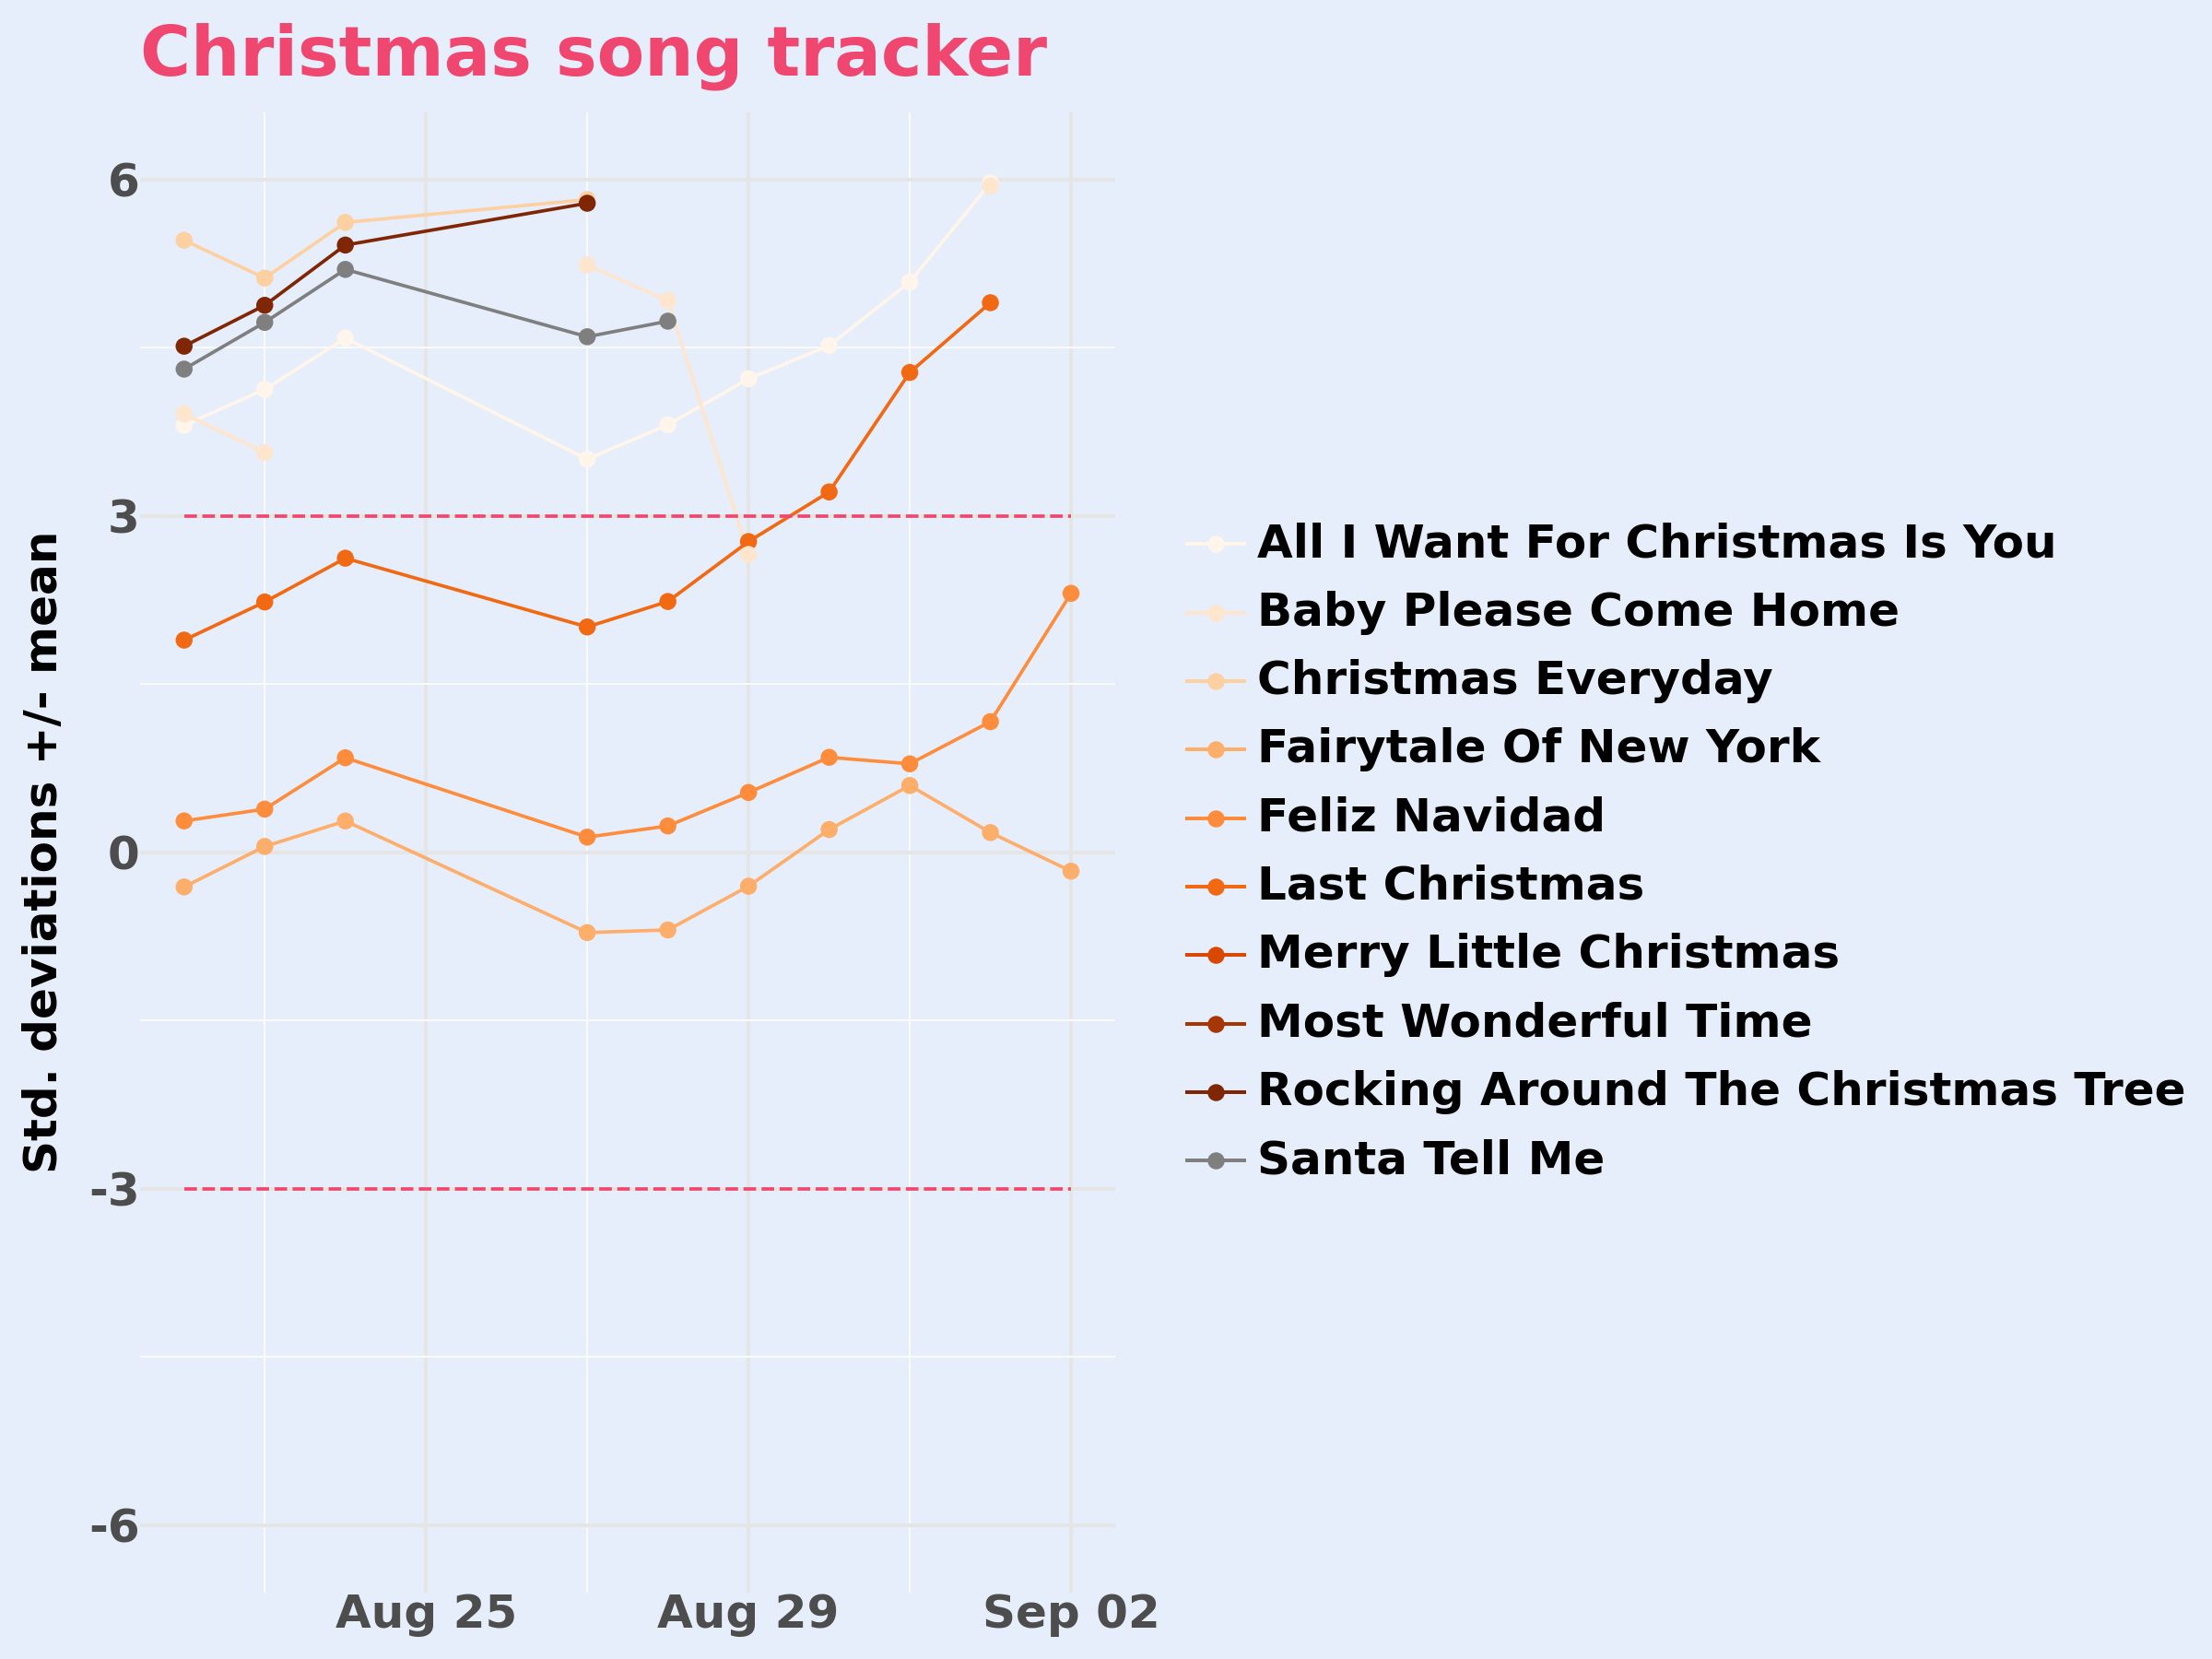 Christmas song tracker
Std. deviations +/- mean
6
3
0
-3
-6
Aug 25
Aug 29
Sep 02
All I Want For Christmas Is You
Baby Please Come Home
Christmas Everyday
Fairytale Of New York
Feliz Navidad
Last Christmas
Merry Little Christmas
Most Wonderful Time
Rocking Around The Christmas Tree
Santa Tell Me